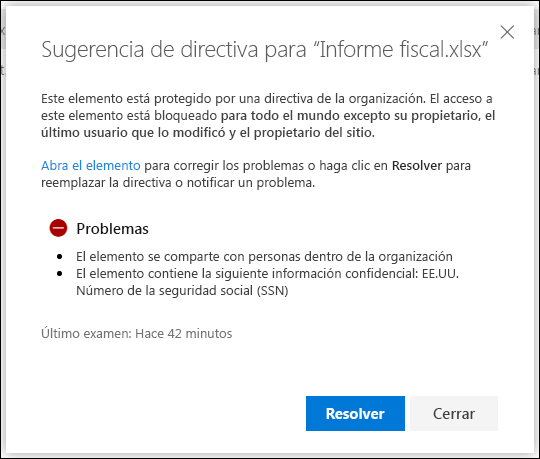 Sugerencia de directiva para “Informe fiscal.xlsx”
Este elemento está protegido por una directiva de la organización. El acceso a
este elemento está bloqueado para todo el mundo excepto su propietario, el
último usuario que lo modificó y el propietario del sitio.
Abra el elemento para corregir los problemas o haga clic en Resolver para
reemplazar la directiva o notificar un problema.
Problemas
• El elemento se comparte con personas dentro de la organización
• El elemento contiene la siguiente información confidencial: EE.UU.
Número de la seguridad social (SSN)
Último examen: Hace 42 minutos
Resolver
Cerrar